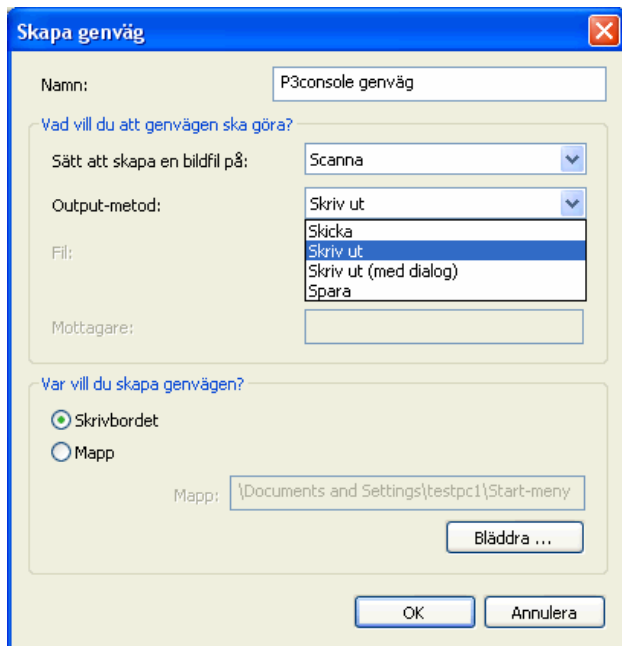 Skapa genväg
Namn: P3console genväg
Vad vill du att genvägen ska göra?
Sätt att skapa en bildfil på: Scanna
Output-metod: Skriv ut
Skicka
Fil: Skriv ut
Skriv ut (med dialog)
Spara
Mottagare:
Var vill du skapa genvägen?
Skrivbordet
Mapp
Mapp: \Documents and Settings\testpc1\Start-meny
Bläddra ...
OK Annulera